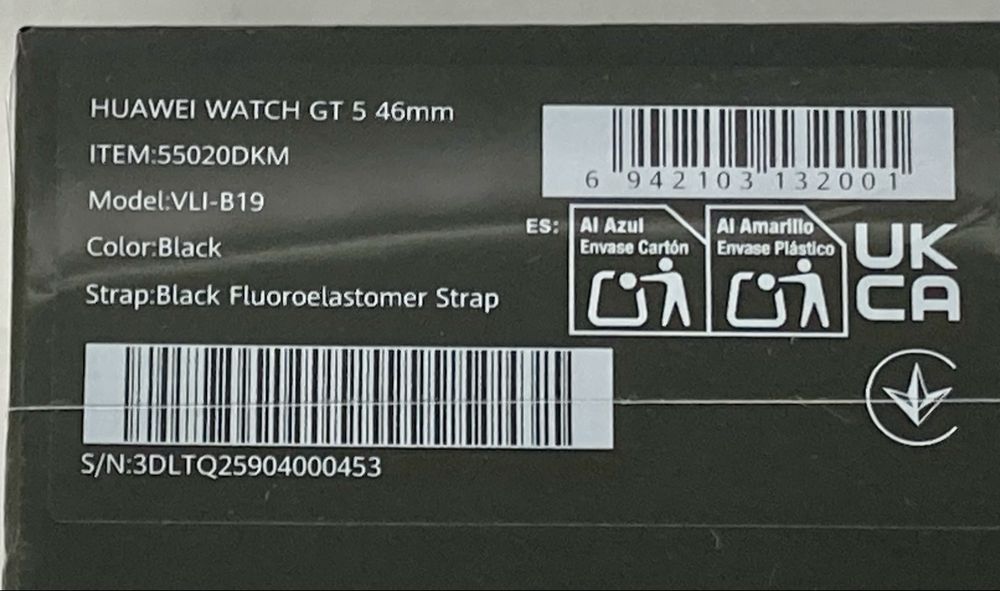 HUAWEI WATCH GT 5 46mm
ITEM:55020DKM
Model:VLI-B19
Color:Black
Strap:Black Fluoroelastomer Strap
S/N:3DLTQ25904000453
6 942103 132001
ES:
Al Azul
Envase Cartón
Al Amarillo
Envase Plástico
UK
CA